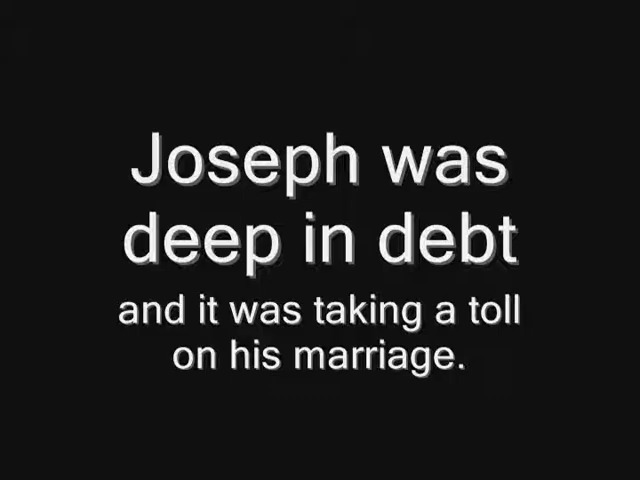 Joseph was
deep in debt
and it was taking a toll
on his marriage.